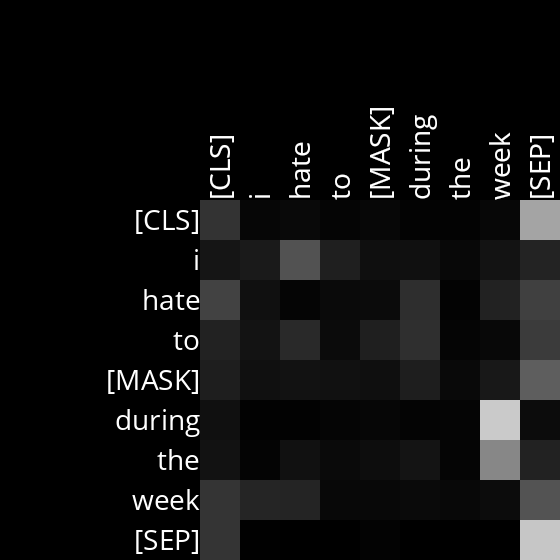 [CLS]
i
hate
to
[MASK]
during
the
week
[SEP]
[CLS]
i
hate
to
[MASK]
during
the
week
[SEP]